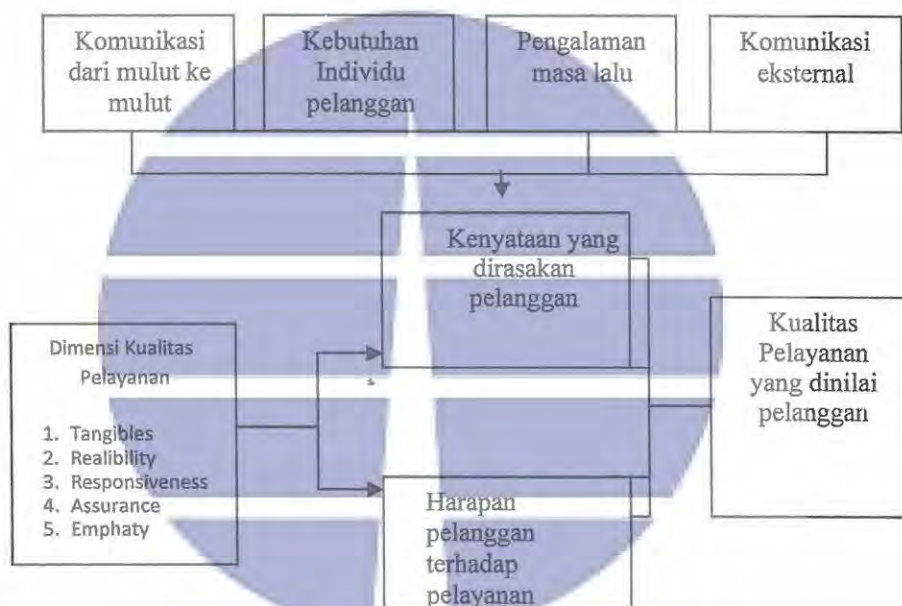 Komunikasi
dari mulut ke
mulut
Kebutuhan
Individu
pelanggan
Pengalaman
masa lalu
Komunikasi
eksternal
Kenyataan yang
dirasakan
pelanggan
Dimensi Kualitas
Pelayanan
1. Tangibles
2. Realibility
3. Responsiveness
4. Assurance
5. Emphaty
Harapan
pelanggan
terhadap
pelayanan
Kualitas
Pelayanan
yang dinilai
pelanggan